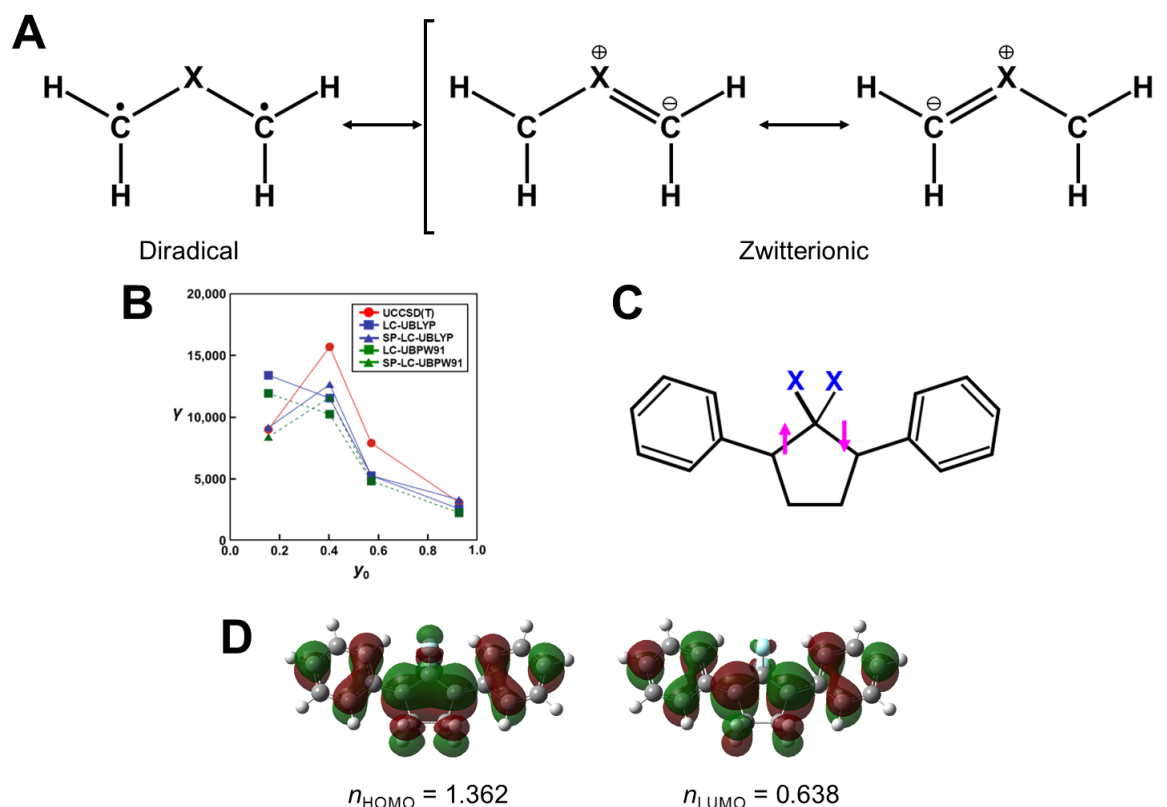 A
H X H
C C
H H
Diradical
⊕
H X ⊖ H
C C
H H
⊕
H ⊖ X H
C C
H H
Zwitterionic
B
γ
20,000
15,000
10,000
5,000
0
0.0 0.2 0.4 0.6 0.8 1.0
y₀
UCCSD(T)
LC-UBLYP
SP-LC-UBLYP
LC-UBPW91
SP-LC-UBPW91
C
X X
D
n_HOMO = 1.362
n_LUMO = 0.638